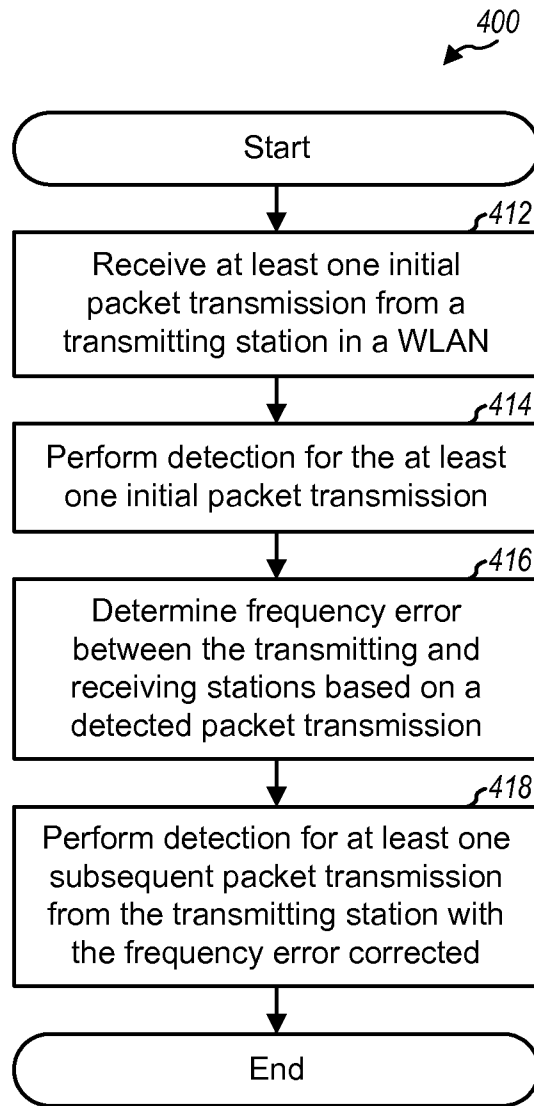 400
Start
412
Receive at least one initial
packet transmission from a
transmitting station in a WLAN
414
Perform detection for the at least
one initial packet transmission
416
Determine frequency error
between the transmitting and
receiving stations based on a
detected packet transmission
418
Perform detection for at least one
subsequent packet transmission
from the transmitting station with
the frequency error corrected
End